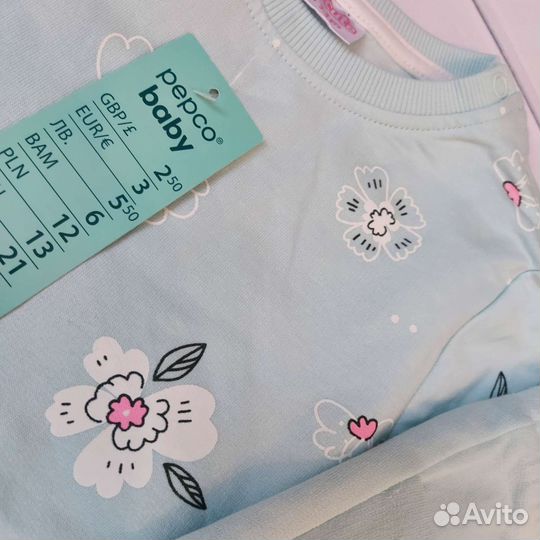 pepco®
baby
GBP/£ 2 50
EUR/€ 3
ЛВ. 5 50
BAM 6
PLN 12
13
21
Avito